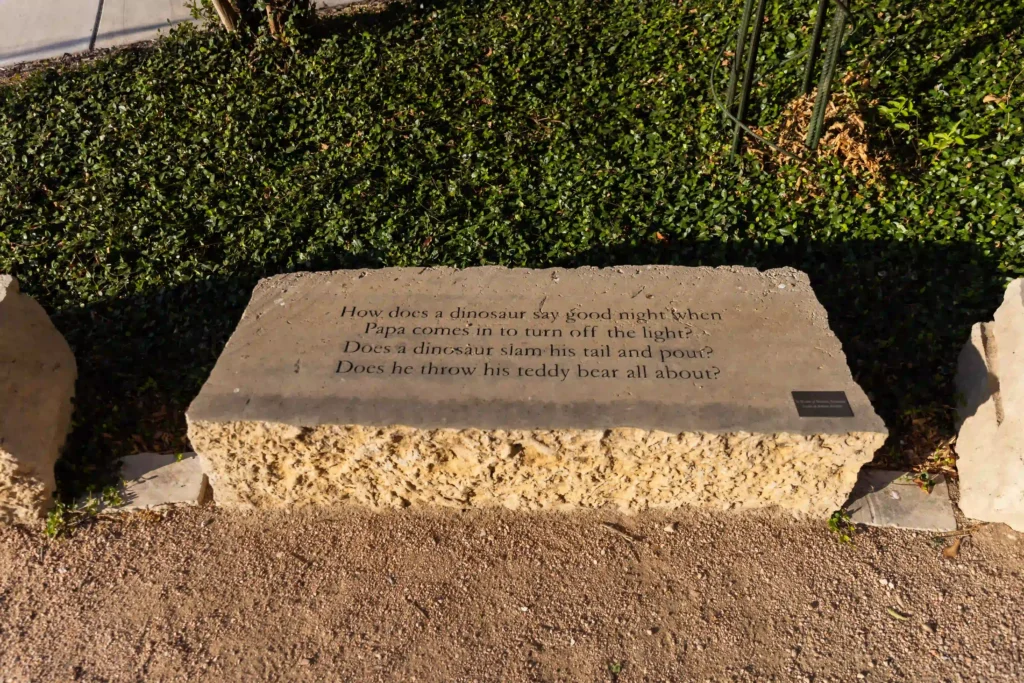 How does a dinosaur say good night when
Papa comes in to turn off the light?
Does a dinosaur slam his tail and pout?
Does he throw his teddy bear all about?